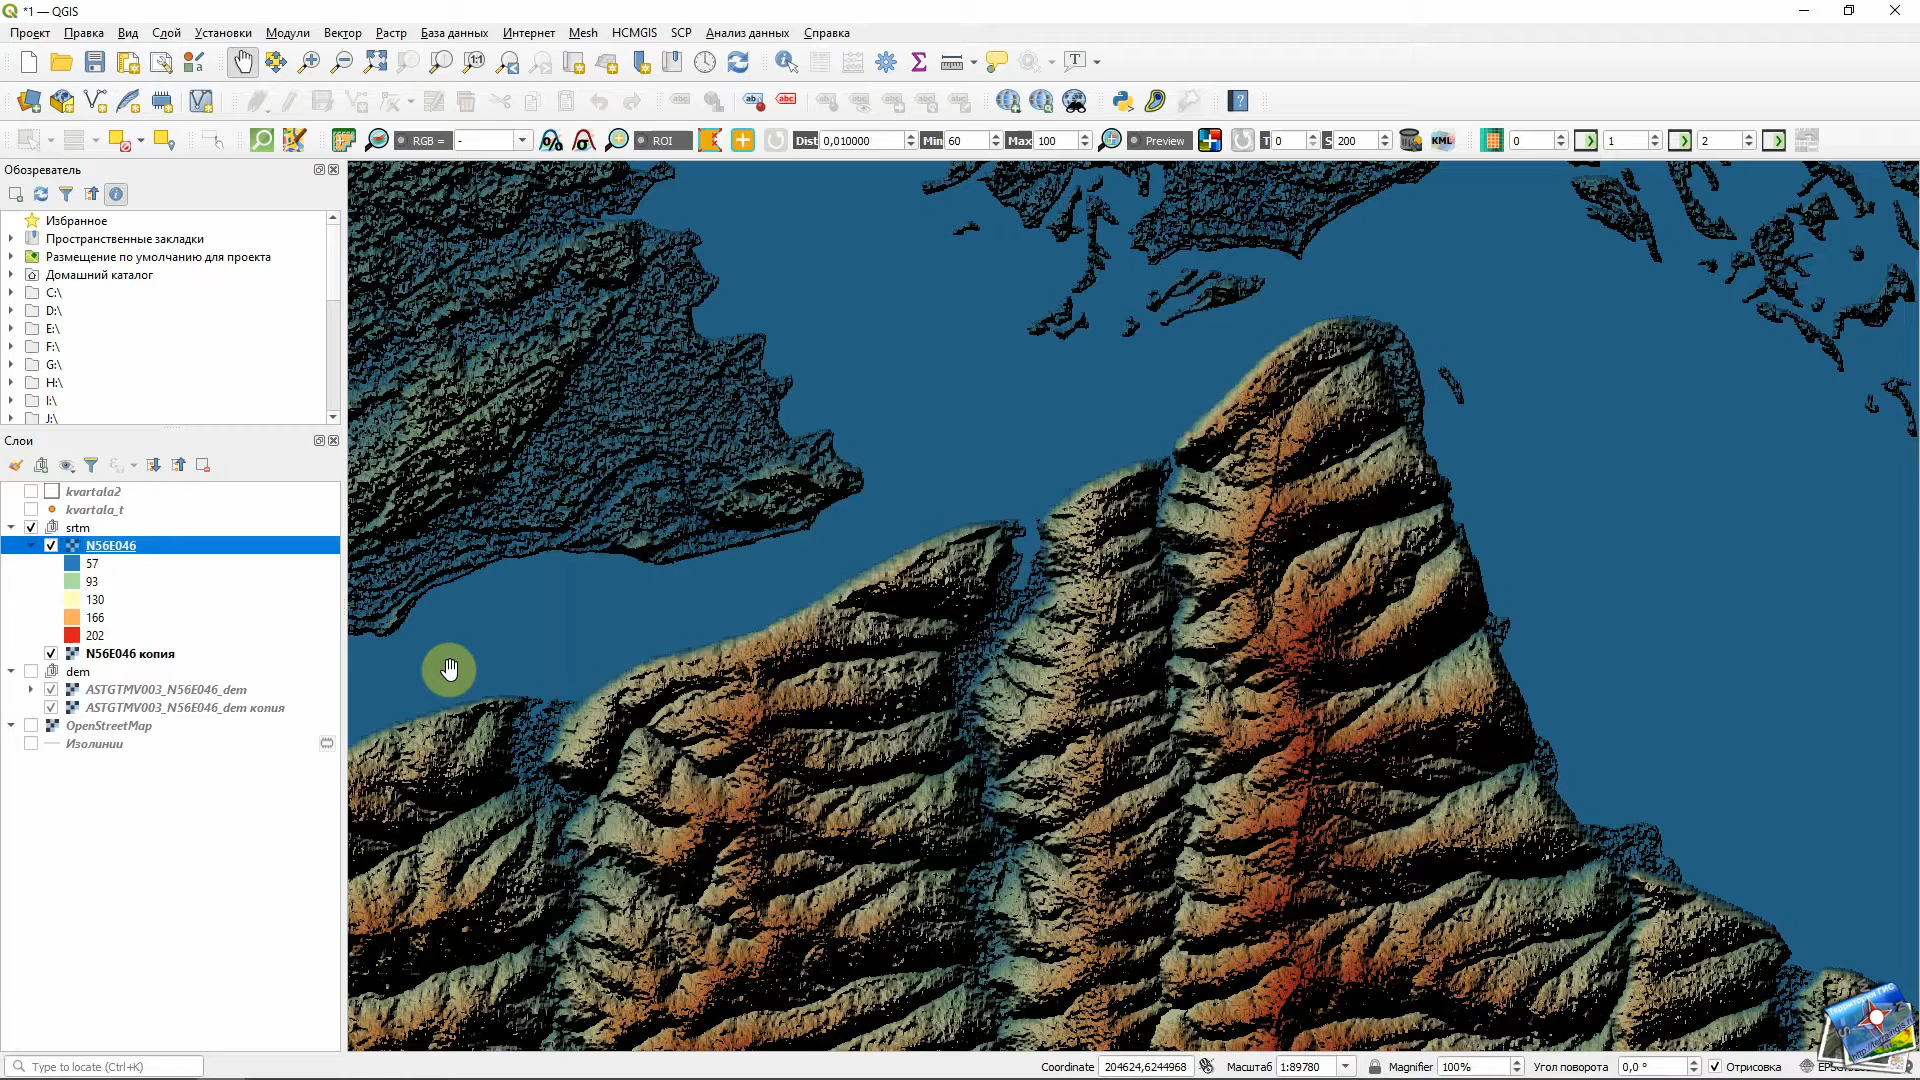 *1 — QGIS
Проект Правка Вид Слой Установки Модули Вектор Растр База данных Интернет Mesh HCMGIS SCP Анализ данных Справка
RGB = - ROI Dist 0,010000 Min 60 Max 100 Preview T 0 S 200 KML 0 1 2
Обозреватель
Избранное
Пространственные закладки
Размещение по умолчанию для проекта
Домашний каталог
C:\
D:\
E:\
F:\
G:\
H:\
I:\
J:\
Слои
kvartala2
kvartala_t
srtm
N56E046
57
93
130
166
202
N56E046 копия
dem
ASTGTMV003_N56E046_dem
ASTGTMV003_N56E046_dem копия
OpenStreetMap
Изолинии
Type to locate (Ctrl+K)
Coordinate 204624,6244968 Масштаб 1:89780 Magnifier 100% Угол поворота 0,0 ° Отрисовка